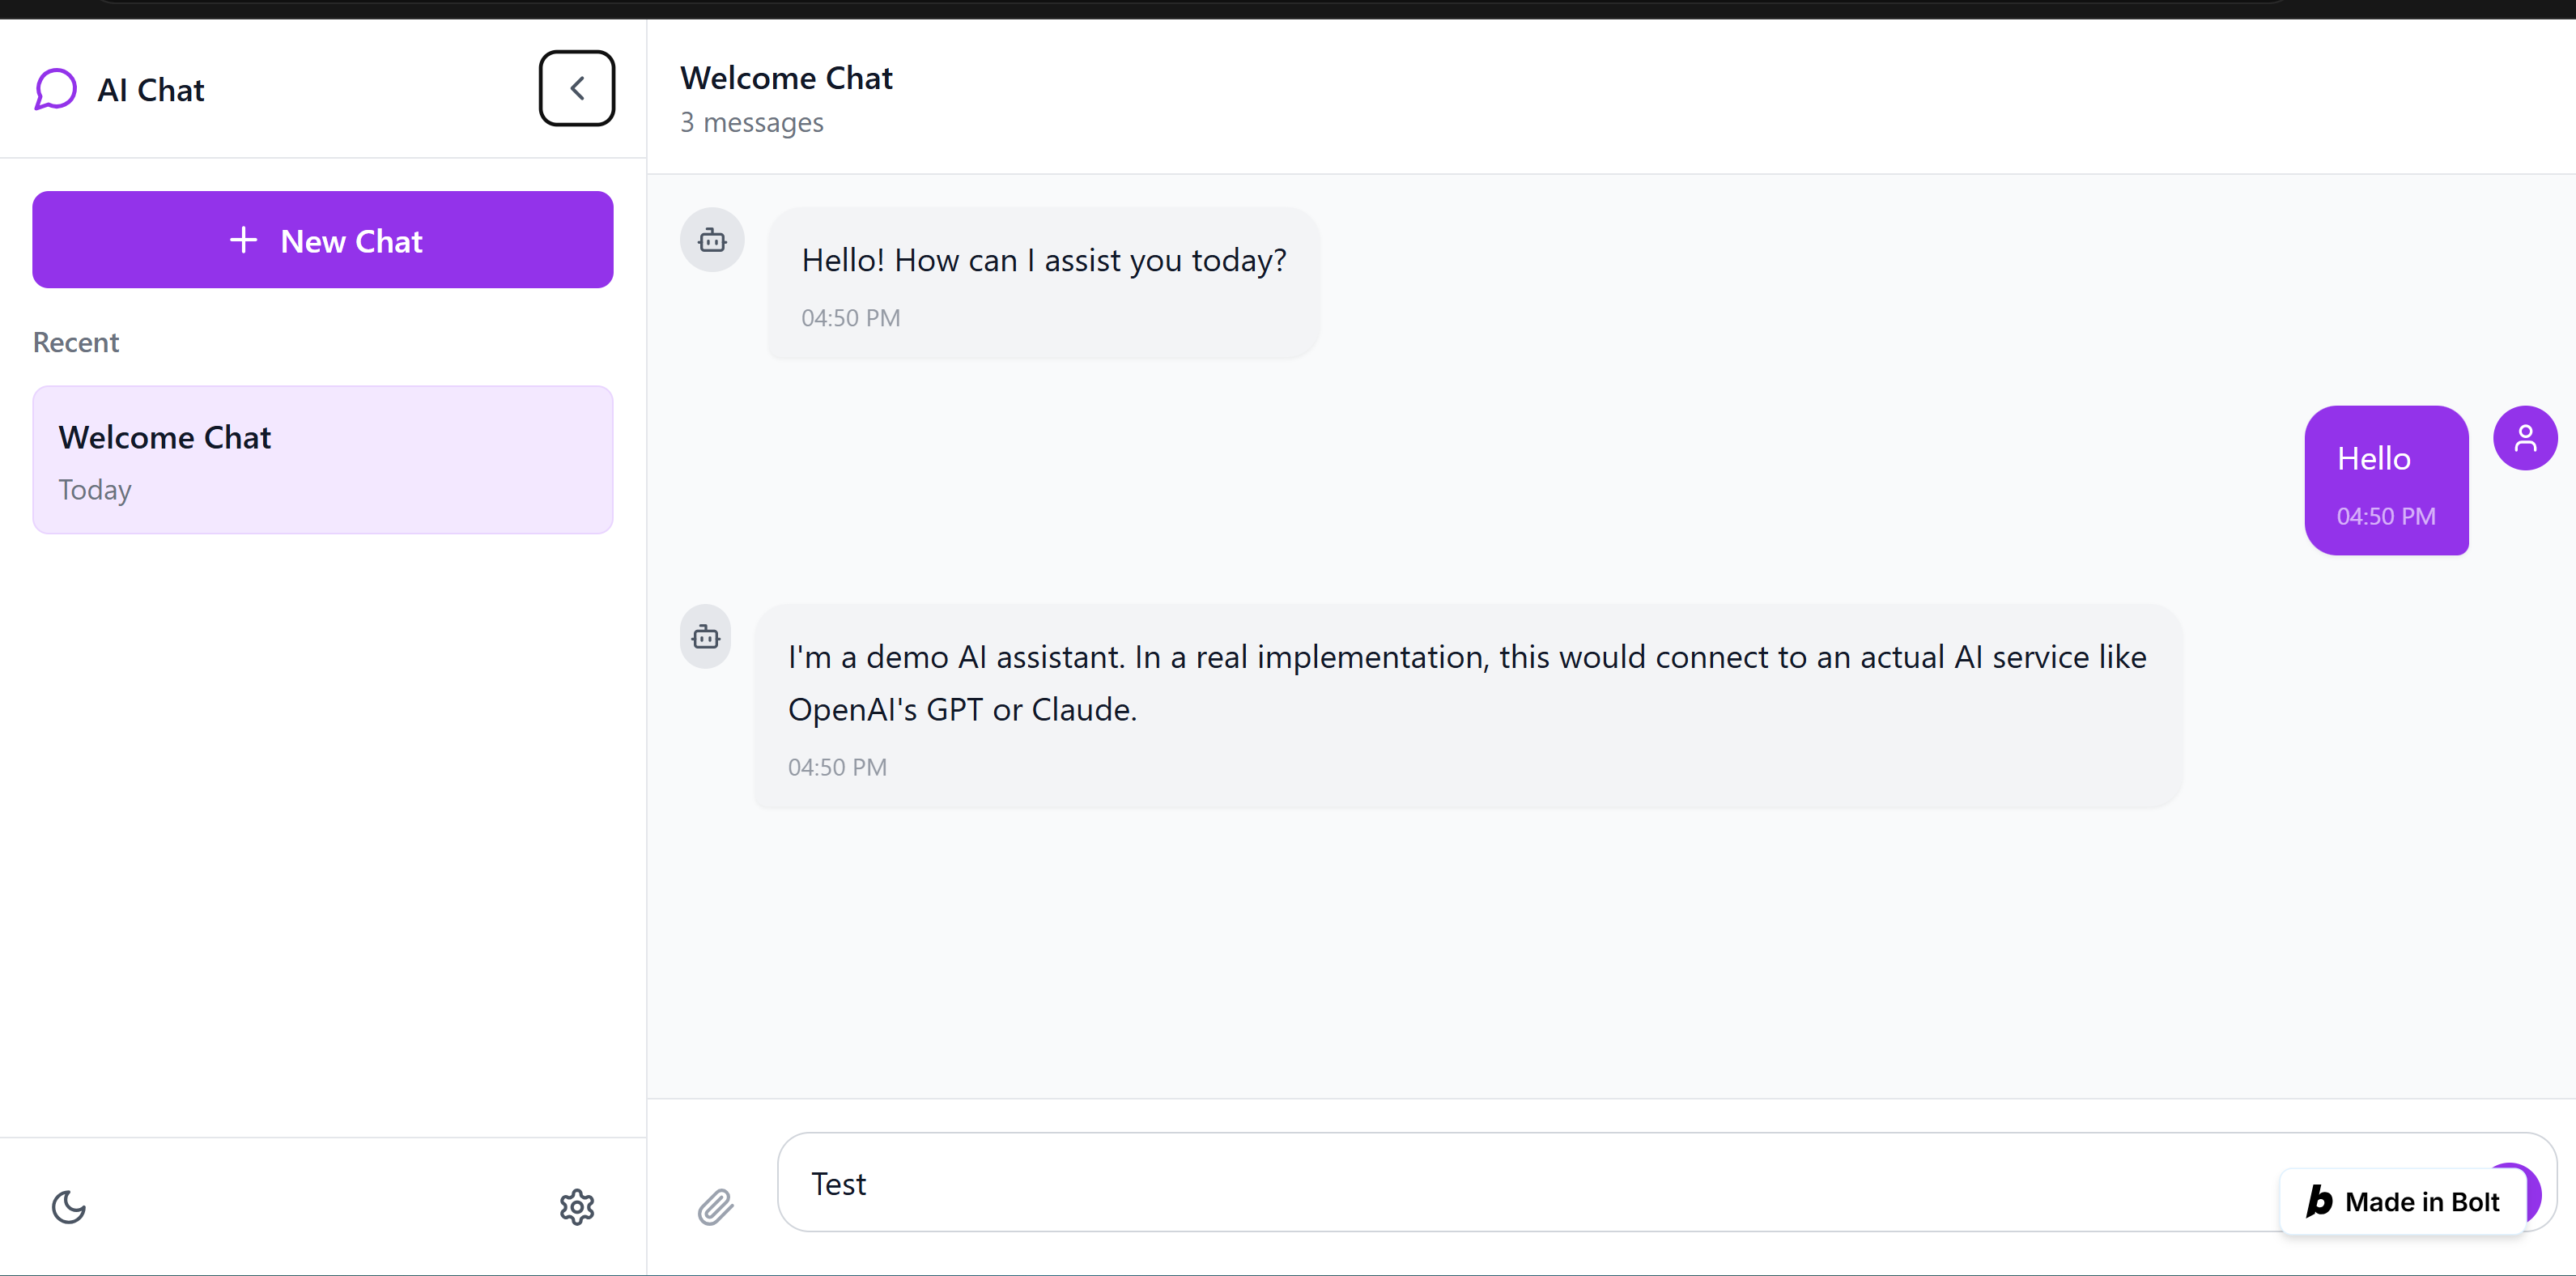 AI Chat
New Chat
Recent
Welcome Chat
Today
Welcome Chat
3 messages
Hello! How can I assist you today?
04:50 PM
Hello
04:50 PM
I'm a demo AI assistant. In a real implementation, this would connect to an actual AI service like
OpenAI's GPT or Claude.
04:50 PM
Test
Made in Bolt